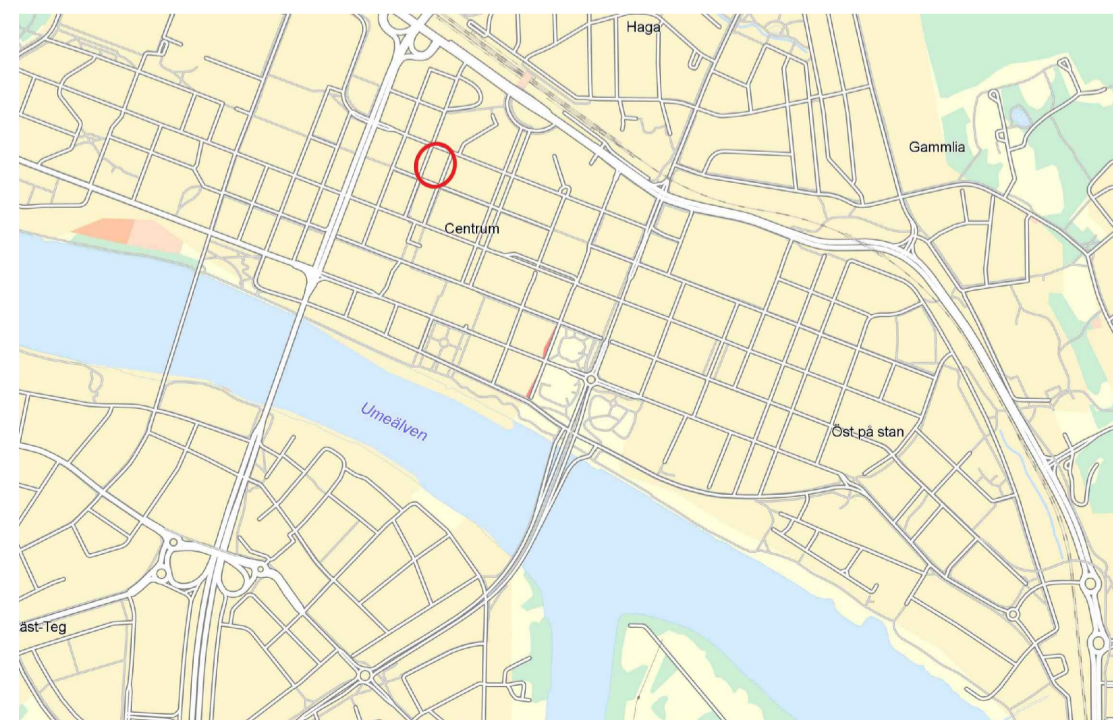 Haga
Gammlia
Centrum
Umeälven
Öst på stan
äst-Teg